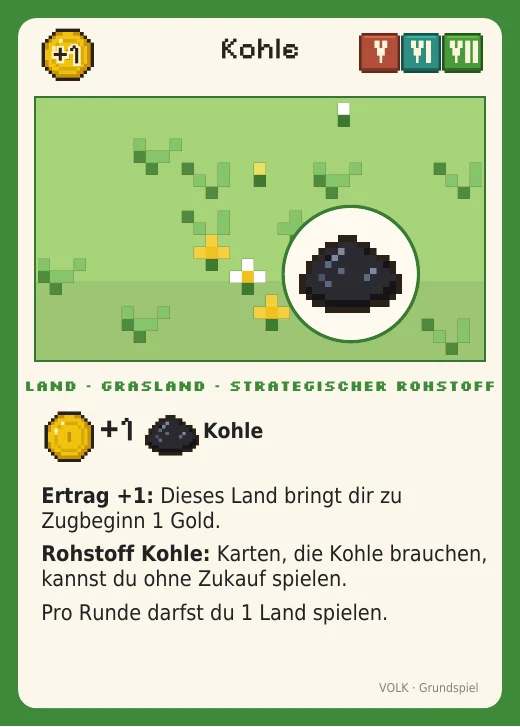 +1 Kohle V VI VII
LAND - GRASLAND - STRATEGISCHER ROHSTOFF
+1 Kohle
Ertrag +1: Dieses Land bringt dir zu
Zugbeginn 1 Gold.
Rohstoff Kohle: Karten, die Kohle brauchen,
kannst du ohne Zukauf spielen.
Pro Runde darfst du 1 Land spielen.
VOLK · Grundspiel